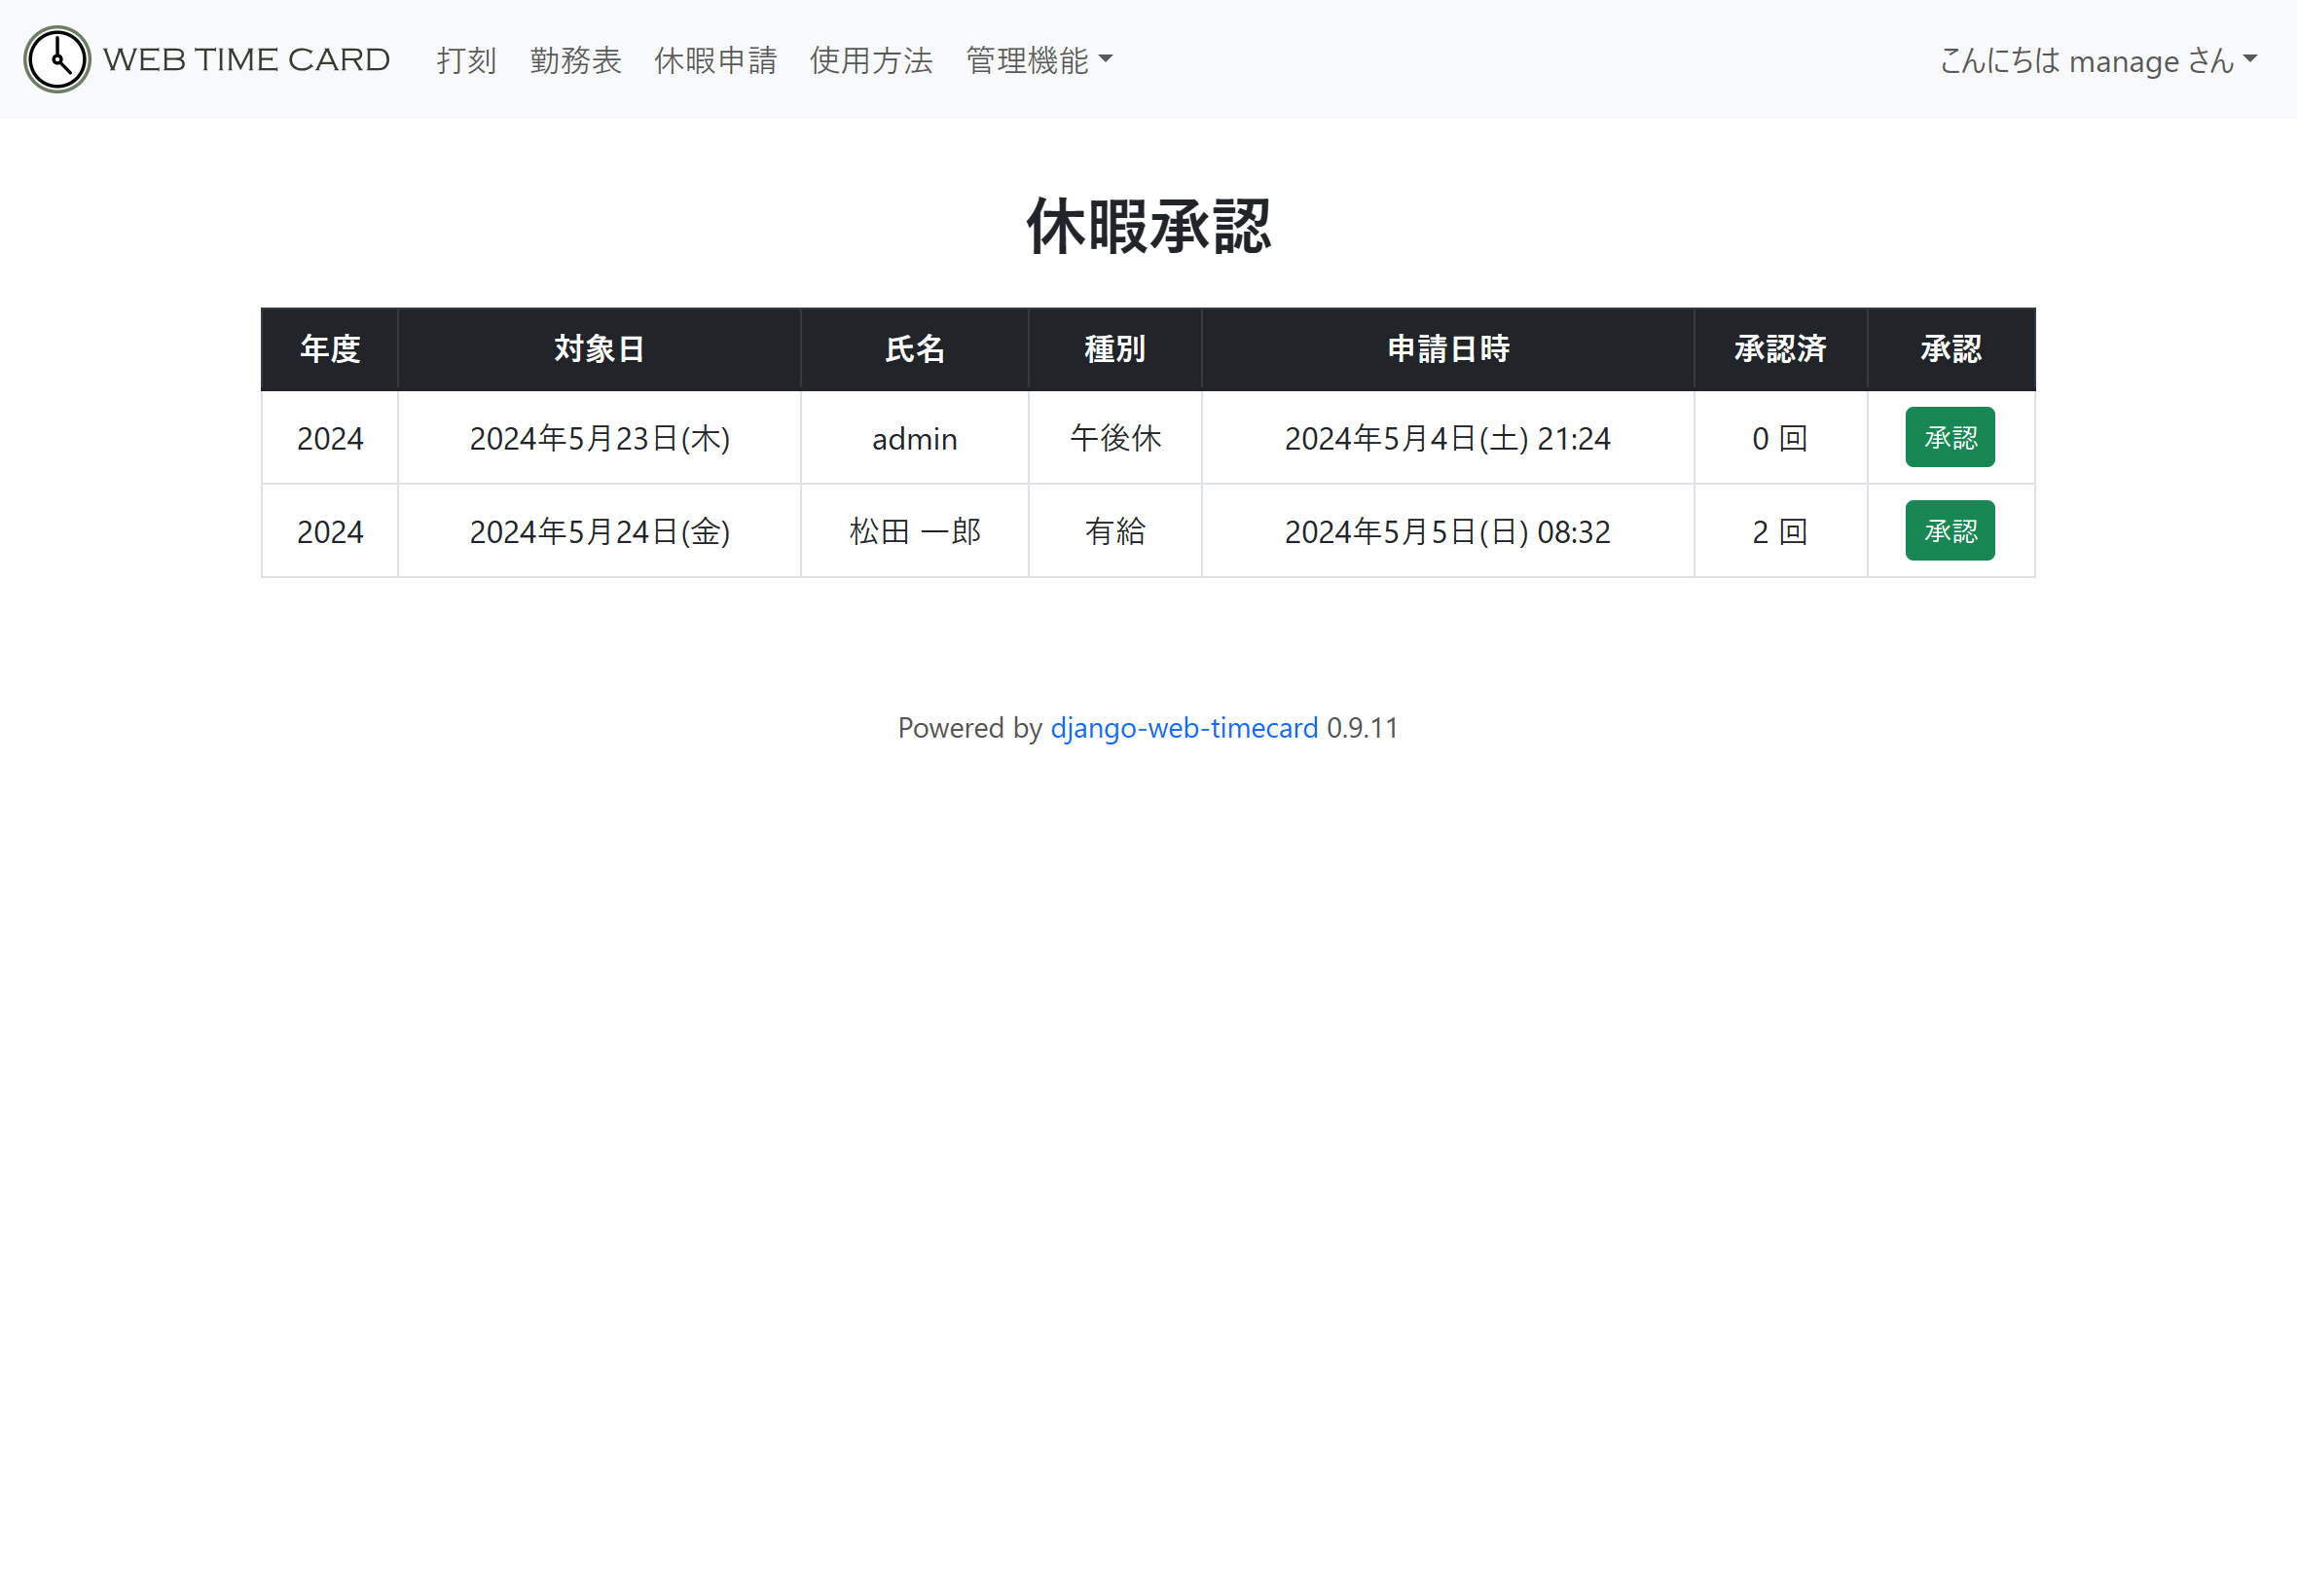 WEB TIME CARD 打刻 勤務表 休暇申請 使用方法 管理機能 こんにちは manage さん
休暇承認
年度 対象日 氏名 種別 申請日時 承認済 承認
2024 2024年5月23日(木) admin 午後休 2024年5月4日(土) 21:24 0 回 承認
2024 2024年5月24日(金) 松田 一郎 有給 2024年5月5日(日) 08:32 2 回 承認
Powered by django-web-timecard 0.9.11